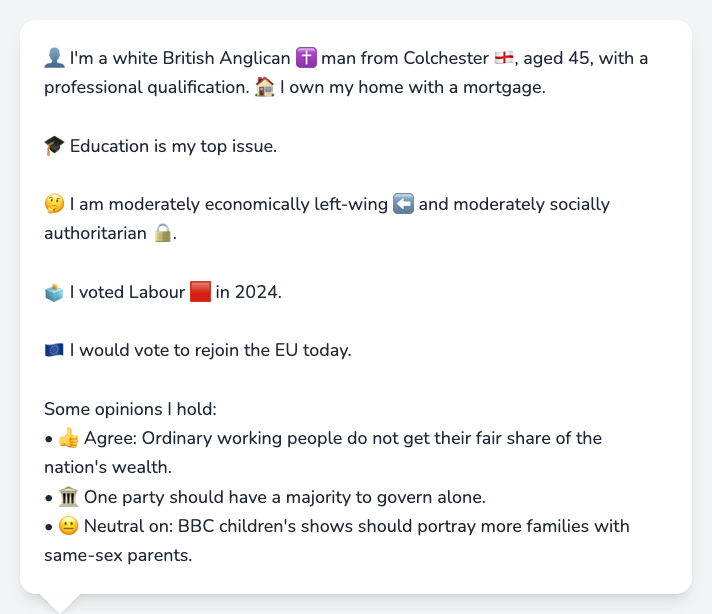 👤 I'm a white British Anglican ✝️ man from Colchester 🏴󠁧󠁢󠁥󠁮󠁧󠁿, aged 45, with a
professional qualification. 🏠 I own my home with a mortgage.
🎓 Education is my top issue.
🤔 I am moderately economically left-wing ⬅️ and moderately socially
authoritarian 🔒.
🗳️ I voted Labour 🟥 in 2024.
🇪🇺 I would vote to rejoin the EU today.
Some opinions I hold:
• 👍 Agree: Ordinary working people do not get their fair share of the
nation's wealth.
• 🏛️ One party should have a majority to govern alone.
• 😐 Neutral on: BBC children's shows should portray more families with
same-sex parents.